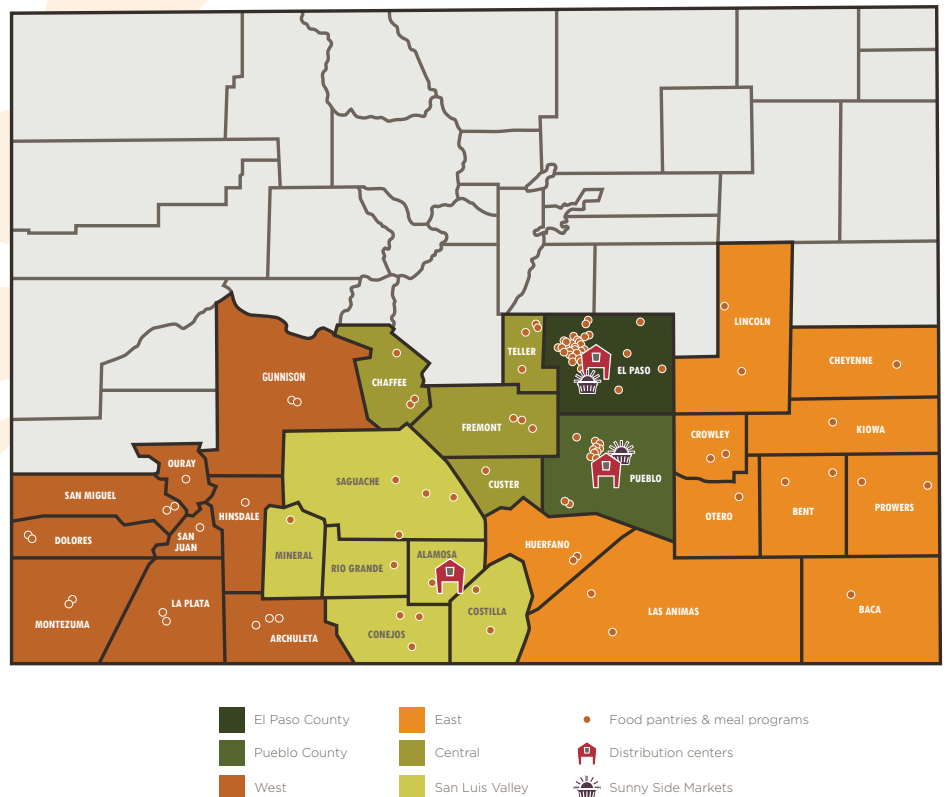 LINCOLN
TELLER
CHEYENNE
EL PASO
GUNNISON
CHAFFEE
FREMONT
CROWLEY
KIOWA
OURAY
SAGUACHE
CUSTER
PUEBLO
SAN MIGUEL
HINSDALE
OTERO
BENT
PROWERS
DOLORES
SAN
JUAN
MINERAL
RIO GRANDE
ALAMOSA
HUERFANO
MONTEZUMA
LA PLATA
ARCHULETA
CONEJOS
COSTILLA
LAS ANIMAS
BACA
El Paso County
East
Food pantries & meal programs
Pueblo County
Central
Distribution centers
West
San Luis Valley
Sunny Side Markets